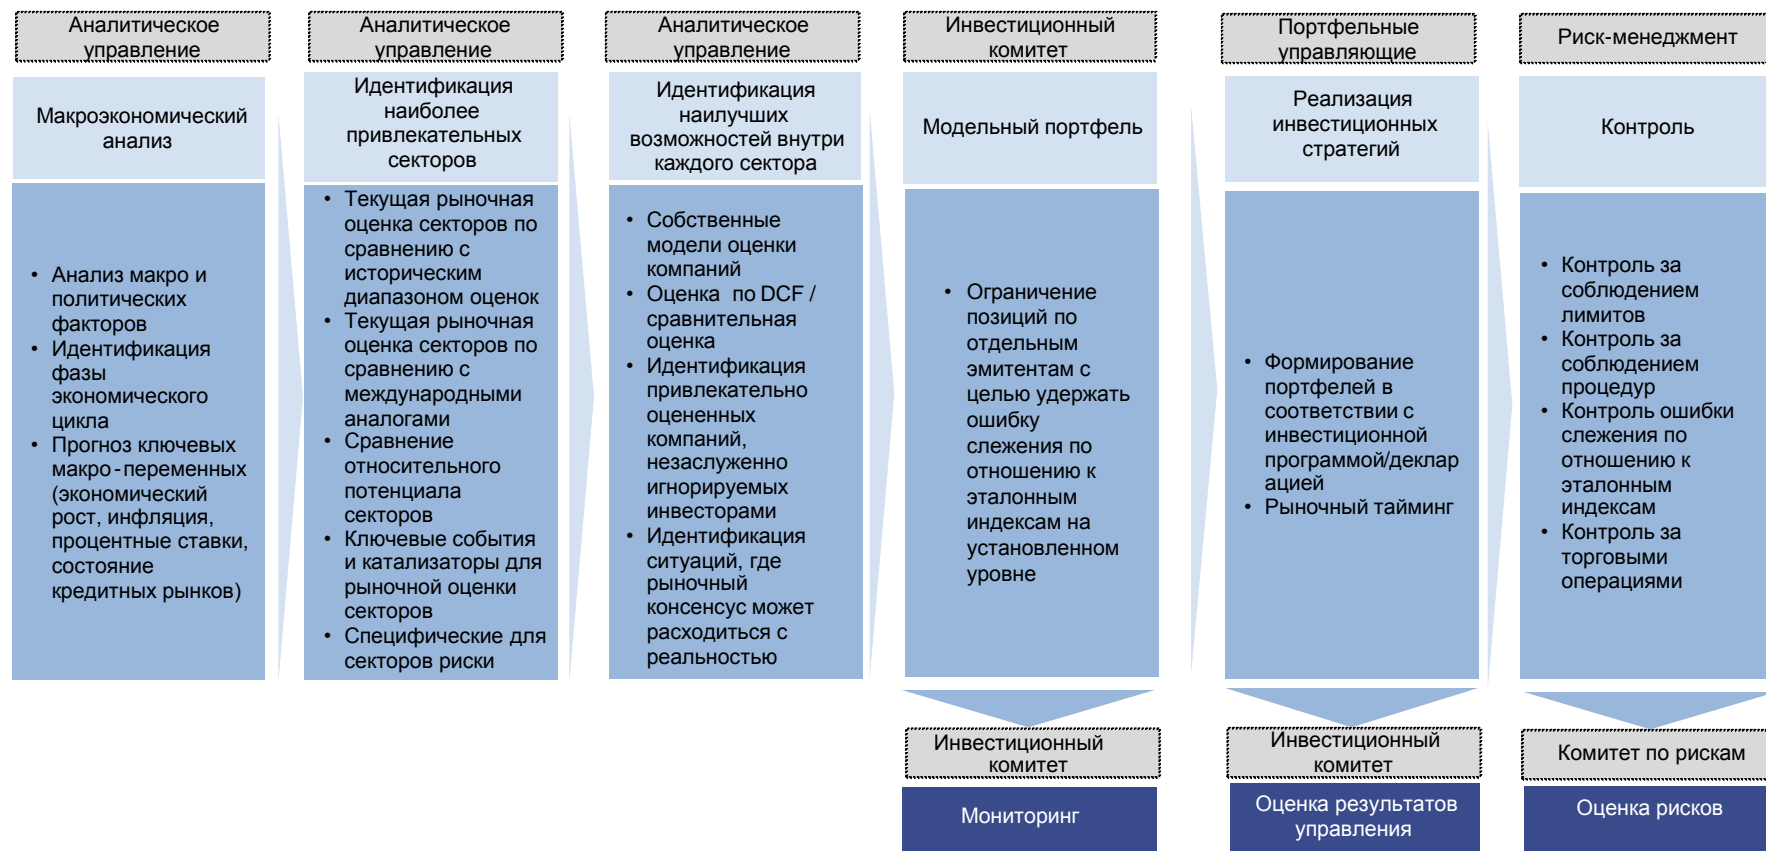 Аналитическое
управление
Макроэкономический
анализ
• Анализ макро и
политических
факторов
• Идентификация
фазы
экономического
цикла
• Прогноз ключевых
макро-переменных
(экономический
рост, инфляция,
процентные ставки,
состояние
кредитных рынков)
Аналитическое
управление
Идентификация
наиболее
привлекательных
секторов
• Текущая рыночная
оценка секторов по
сравнению с
историческим
диапазоном оценок
• Текущая рыночная
оценка секторов по
сравнению с
международными
аналогами
• Сравнение
относительного
потенциала
секторов
• Ключевые события
и катализаторы для
рыночной оценки
секторов
• Специфические для
секторов риски
Аналитическое
управление
Идентификация
наилучших
возможностей внутри
каждого сектора
• Собственные
модели оценки
компаний
• Оценка по DCF /
сравнительная
оценка
• Идентификация
привлекательно
оцененных
компаний,
незаслуженно
игнорируемых
инвесторами
• Идентификация
ситуаций, где
рыночный
консенсус может
расходиться с
реальностью
Инвестиционный
комитет
Модельный портфель
• Ограничение
позиций по
отдельным
эмитентам с
целью удержать
ошибку
слежения по
отношению к
эталонным
индексам на
установленном
уровне
Инвестиционный
комитет
Мониторинг
Портфельные
управляющие
Реализация
инвестиционных
стратегий
• Формирование
портфелей в
соответствии с
инвестиционной
программой/деклар
ацией
• Рыночный тайминг
Инвестиционный
комитет
Оценка результатов
управления
Риск-менеджмент
Контроль
• Контроль за
соблюдением
лимитов
• Контроль за
соблюдением
процедур
• Контроль ошибки
слежения по
отношению к
эталонным
индексам
• Контроль за
торговыми
операциями
Комитет по рискам
Оценка рисков